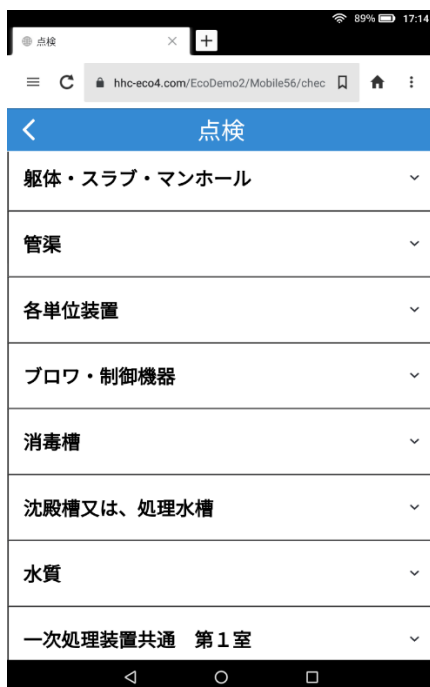 89% 17:14
点検
hhc-eco4.com/EcoDemo2/Mobile56/chec
点検
躯体・スラブ・マンホール
管渠
各単位装置
ブロワ・制御機器
消毒槽
沈殿槽又は、処理水槽
水質
一次処理装置共通　第１室